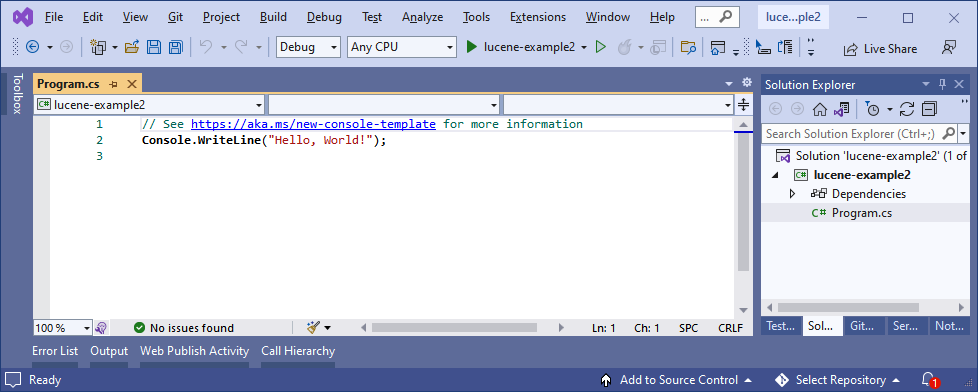 File Edit View Git Project Build Debug Test Analyze Tools Extensions Window Help ... luce...ple2
Debug Any CPU lucene-example2 Live Share
Toolbox
Program.cs
lucene-example2
1 // See https://aka.ms/new-console-template for more information
2 Console.WriteLine("Hello, World!");
3
100 % No issues found Ln: 1 Ch: 1 SPC CRLF
Solution Explorer
Search Solution Explorer (Ctrl+;)
Solution 'lucene-example2' (1 of
C# lucene-example2
Dependencies
C# Program.cs
Test... Sol... Git... Ser... Not...
Error List Output Web Publish Activity Call Hierarchy
Ready Add to Source Control Select Repository 1